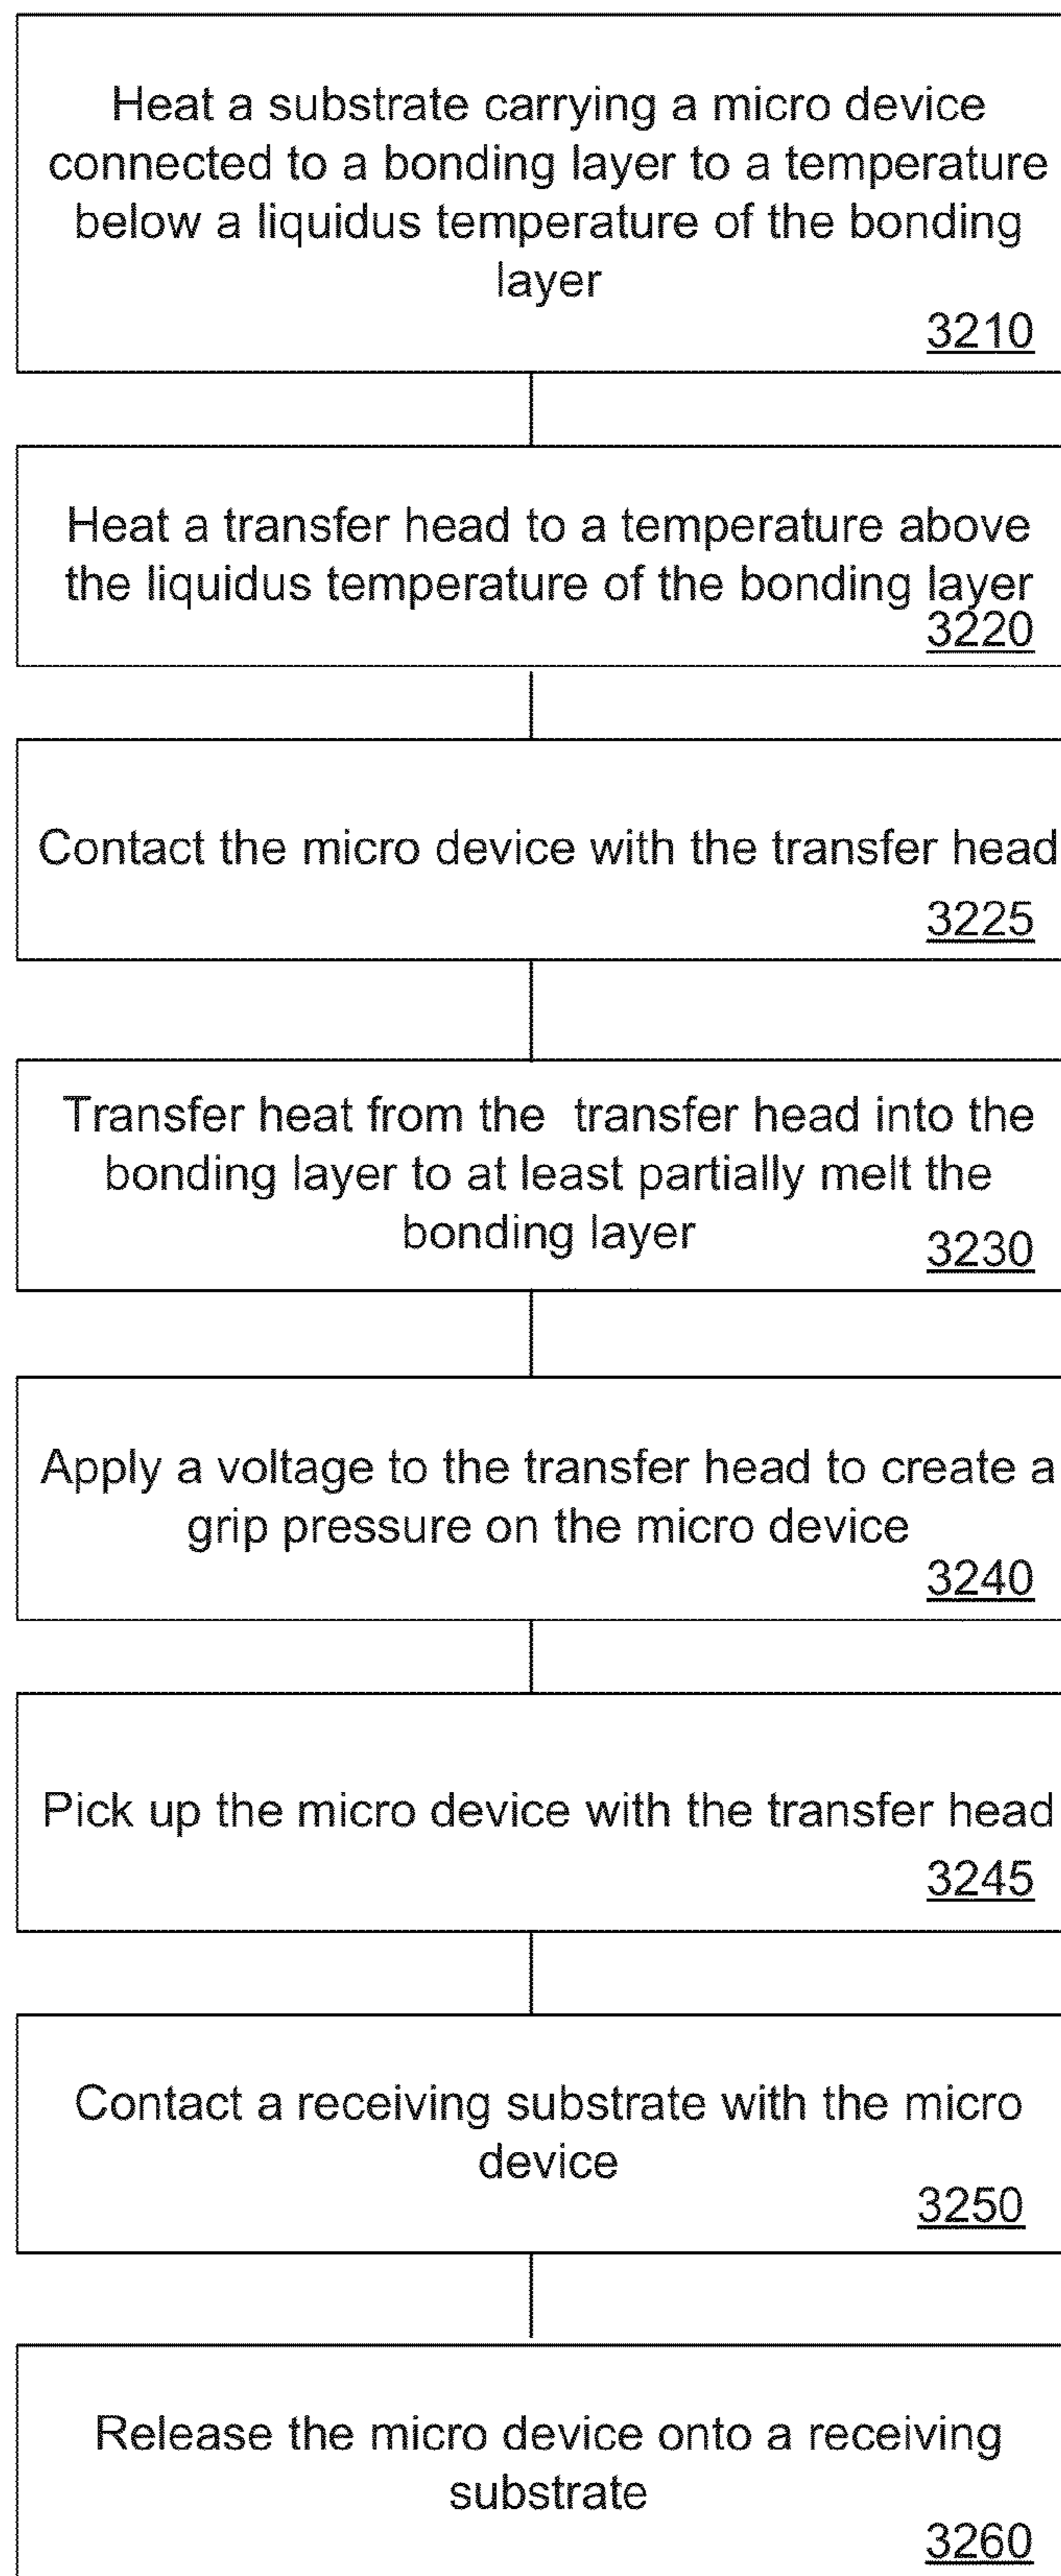 Heat a substrate carrying a micro device
connected to a bonding layer to a temperature
below a liquidus temperature of the bonding
layer
3210
Heat a transfer head to a temperature above
the liquidus temperature of the bonding layer
3220
Contact the micro device with the transfer head
3225
Transfer heat from the transfer head into the
bonding layer to at least partially melt the
bonding layer
3230
Apply a voltage to the transfer head to create a
grip pressure on the micro device
3240
Pick up the micro device with the transfer head
3245
Contact a receiving substrate with the micro
device
3250
Release the micro device onto a receiving
substrate
3260